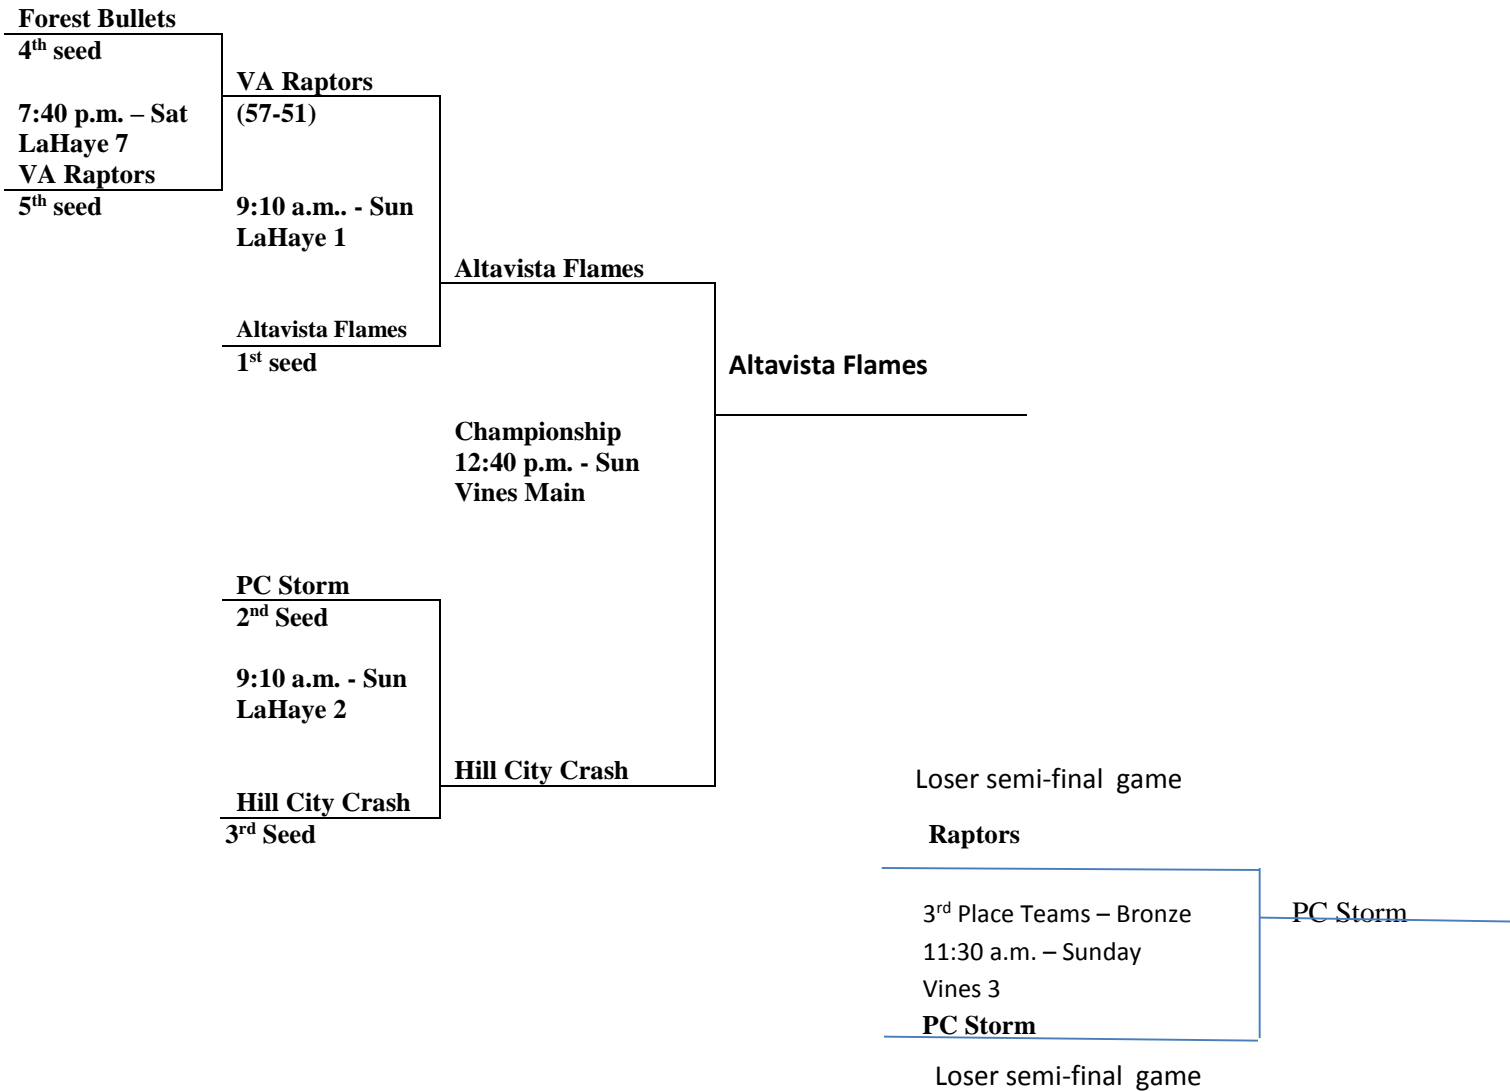 Forest Bullets
4th seed
7:40 p.m. – Sat
LaHaye 7
VA Raptors
5th seed
VA Raptors
(57-51)
9:10 a.m.. - Sun
LaHaye 1
Altavista Flames
1st seed
Altavista Flames
Championship
12:40 p.m. - Sun
Vines Main
Altavista Flames
PC Storm
2nd Seed
9:10 a.m. - Sun
LaHaye 2
Hill City Crash
3rd Seed
Hill City Crash
Loser semi-final  game
Raptors
3rd Place Teams – Bronze
11:30 a.m. – Sunday
Vines 3
PC Storm
Loser semi-final  game
PC Storm